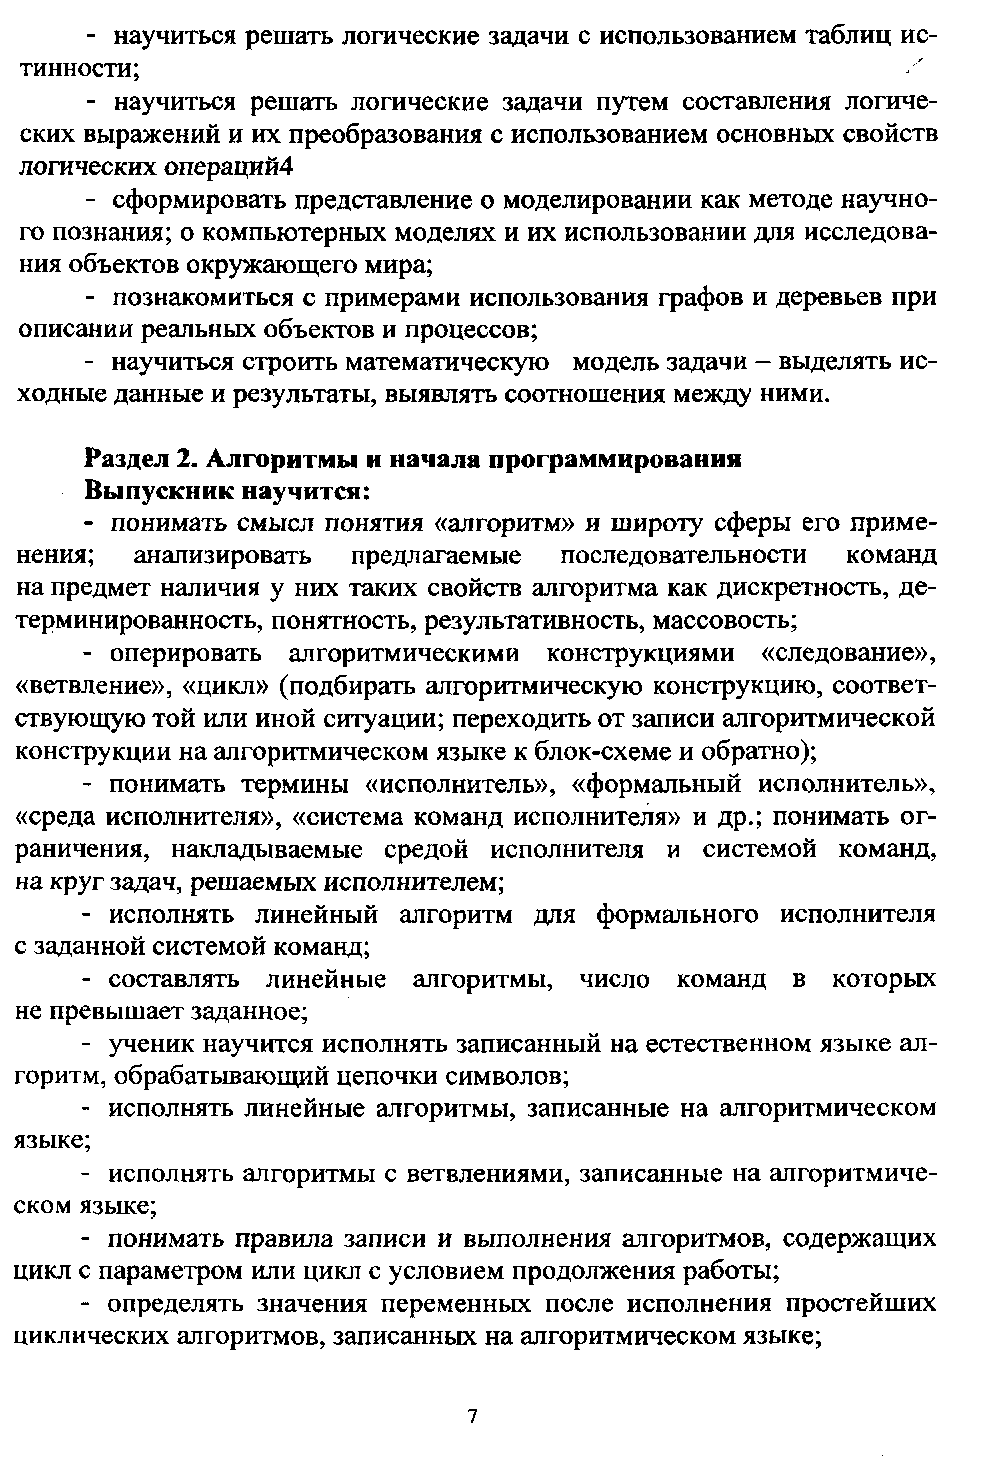 - научиться решать логические задачи с использованием таблиц ис-
тинности;
- научиться решать логические задачи путем составления логиче-
ских выражений и их преобразования с использованием основных свойств
логических операций4
- сформировать представление о моделировании как методе научно-
го познания; о компьютерных моделях и их использовании для исследова-
ния объектов окружающего мира;
- познакомиться с примерами использования графов и деревьев при
описании реальных объектов и процессов;
- научиться строить математическую модель задачи – выделять ис-
ходные данные и результаты, выявлять соотношения между ними.
Раздел 2. Алгоритмы и начала программирования
Выпускник научится:
- понимать смысл понятия «алгоритм» и широту сферы его приме-
нения; анализировать предлагаемые последовательности команд
на предмет наличия у них таких свойств алгоритма как дискретность, де-
терминированность, понятность, результативность, массовость;
- оперировать алгоритмическими конструкциями «следование»,
«ветвление», «цикл» (подбирать алгоритмическую конструкцию, соответ-
ствующую той или иной ситуации; переходить от записи алгоритмической
конструкции на алгоритмическом языке к блок-схеме и обратно);
- понимать термины «исполнитель», «формальный исполнитель»,
«среда исполнителя», «система команд исполнителя» и др.; понимать ог-
раничения, накладываемые средой исполнителя и системой команд,
на круг задач, решаемых исполнителем;
- исполнять линейный алгоритм для формального исполнителя
с заданной системой команд;
- составлять линейные алгоритмы, число команд в которых
не превышает заданное;
- ученик научится исполнять записанный на естественном языке ал-
горитм, обрабатывающий цепочки символов;
- исполнять линейные алгоритмы, записанные на алгоритмическом
языке;
- исполнять алгоритмы с ветвлениями, записанные на алгоритмиче-
ском языке;
- понимать правила записи и выполнения алгоритмов, содержащих
цикл с параметром или цикл с условием продолжения работы;
- определять значения переменных после исполнения простейших
циклических алгоритмов, записанных на алгоритмическом языке;
7